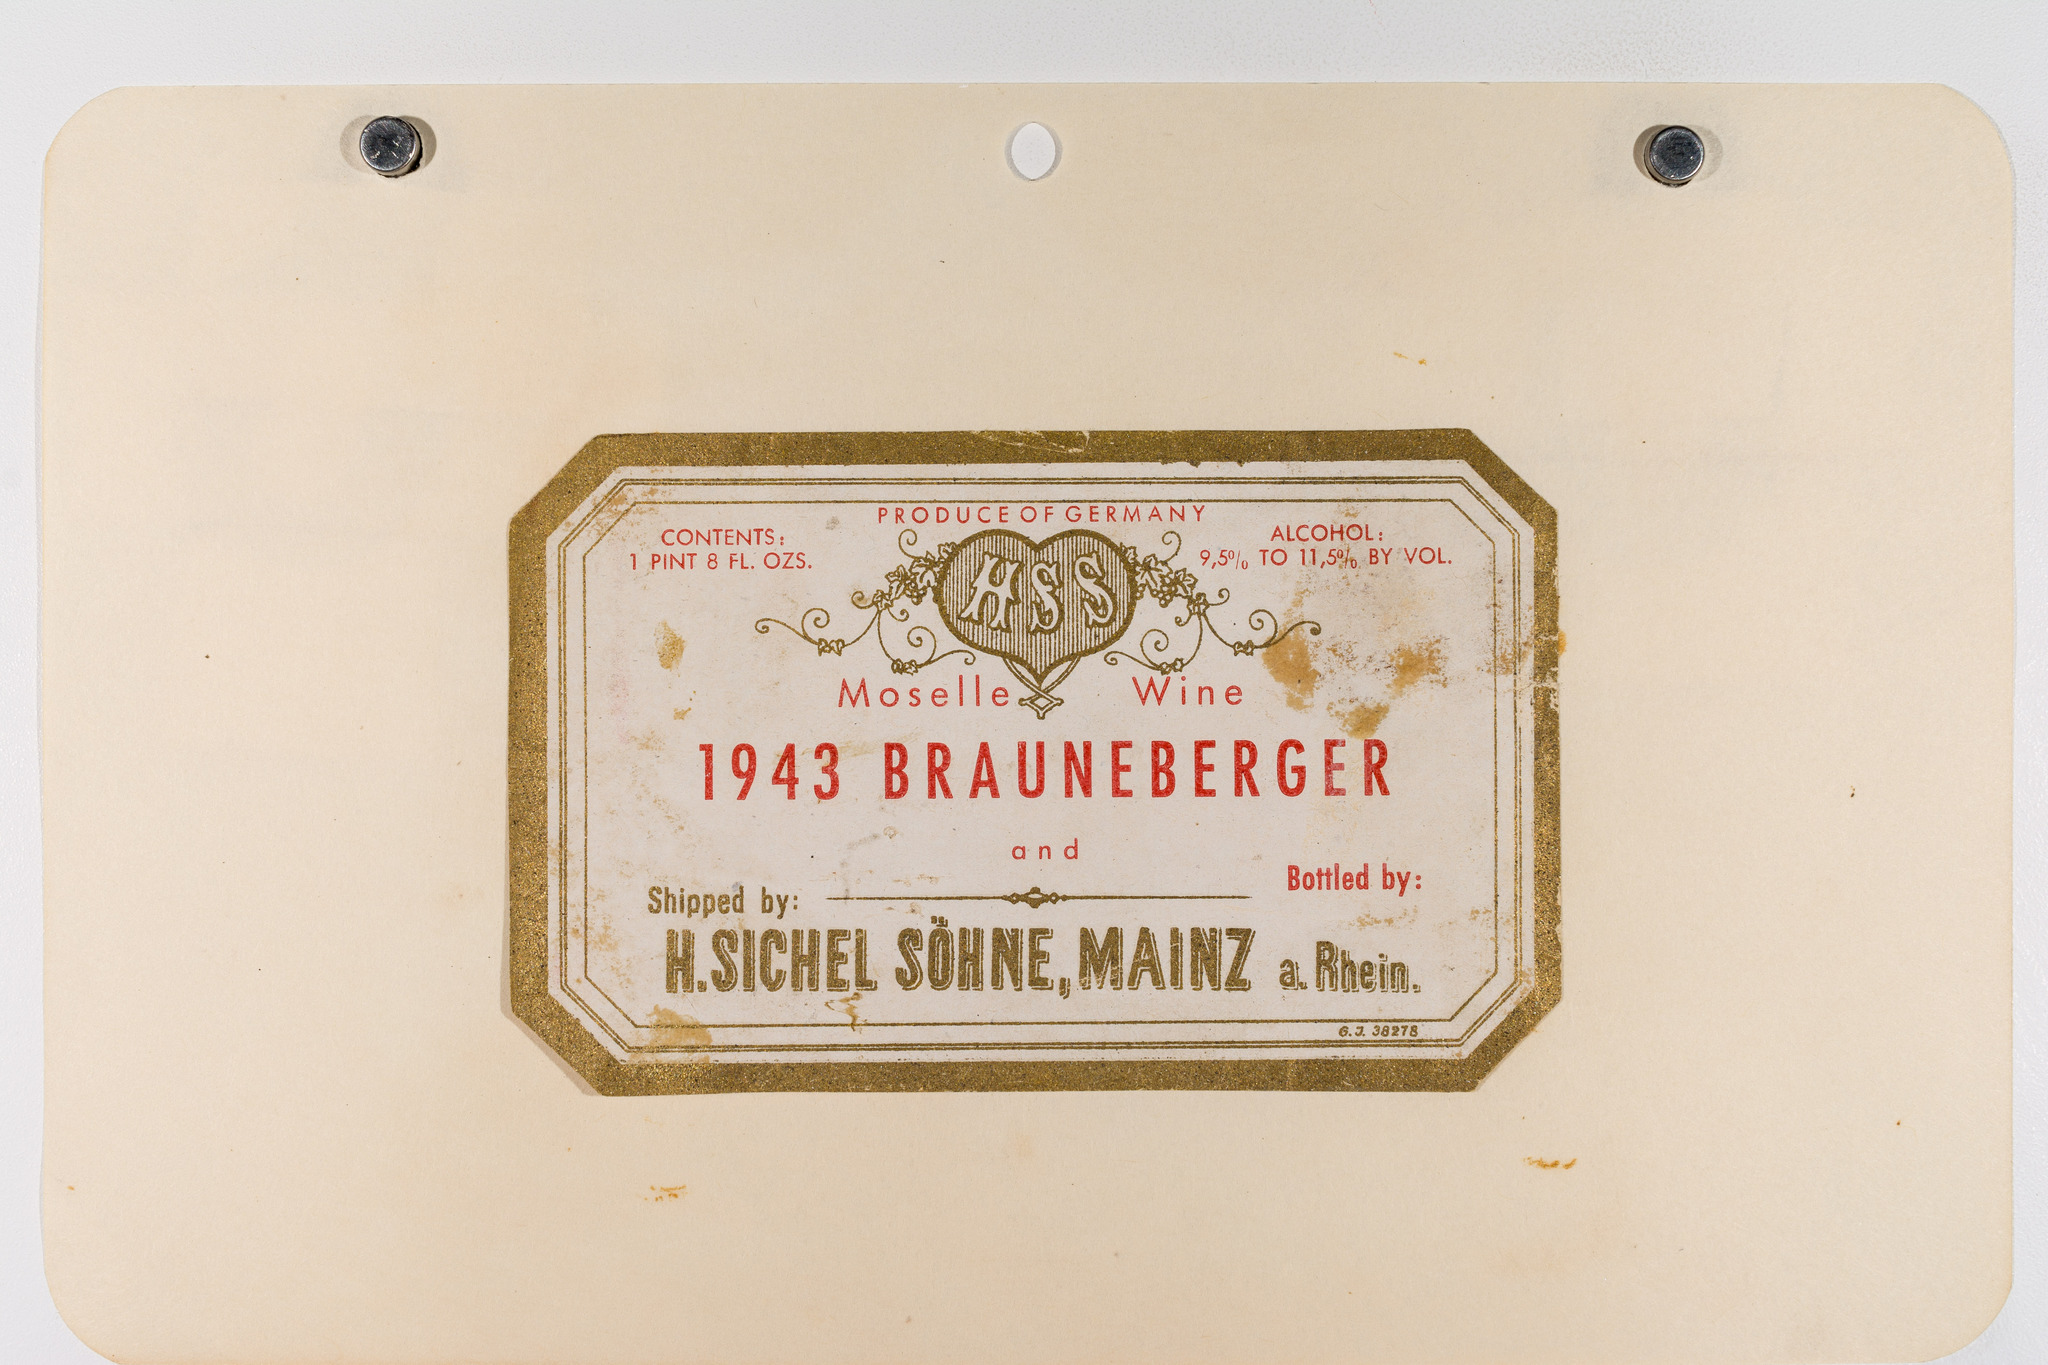 PRODUCE OF GERMANY
CONTENTS:
1 PINT 8 FL. OZS.
ALCOHOL:
9,5% TO 11,5% BY VOL.
HSS
Moselle Wine
1943 BRAUNEBERGER
and
Shipped by:
Bottled by:
H. SICHEL SÖHNE, MAINZ a. Rhein.
G.J. 38278